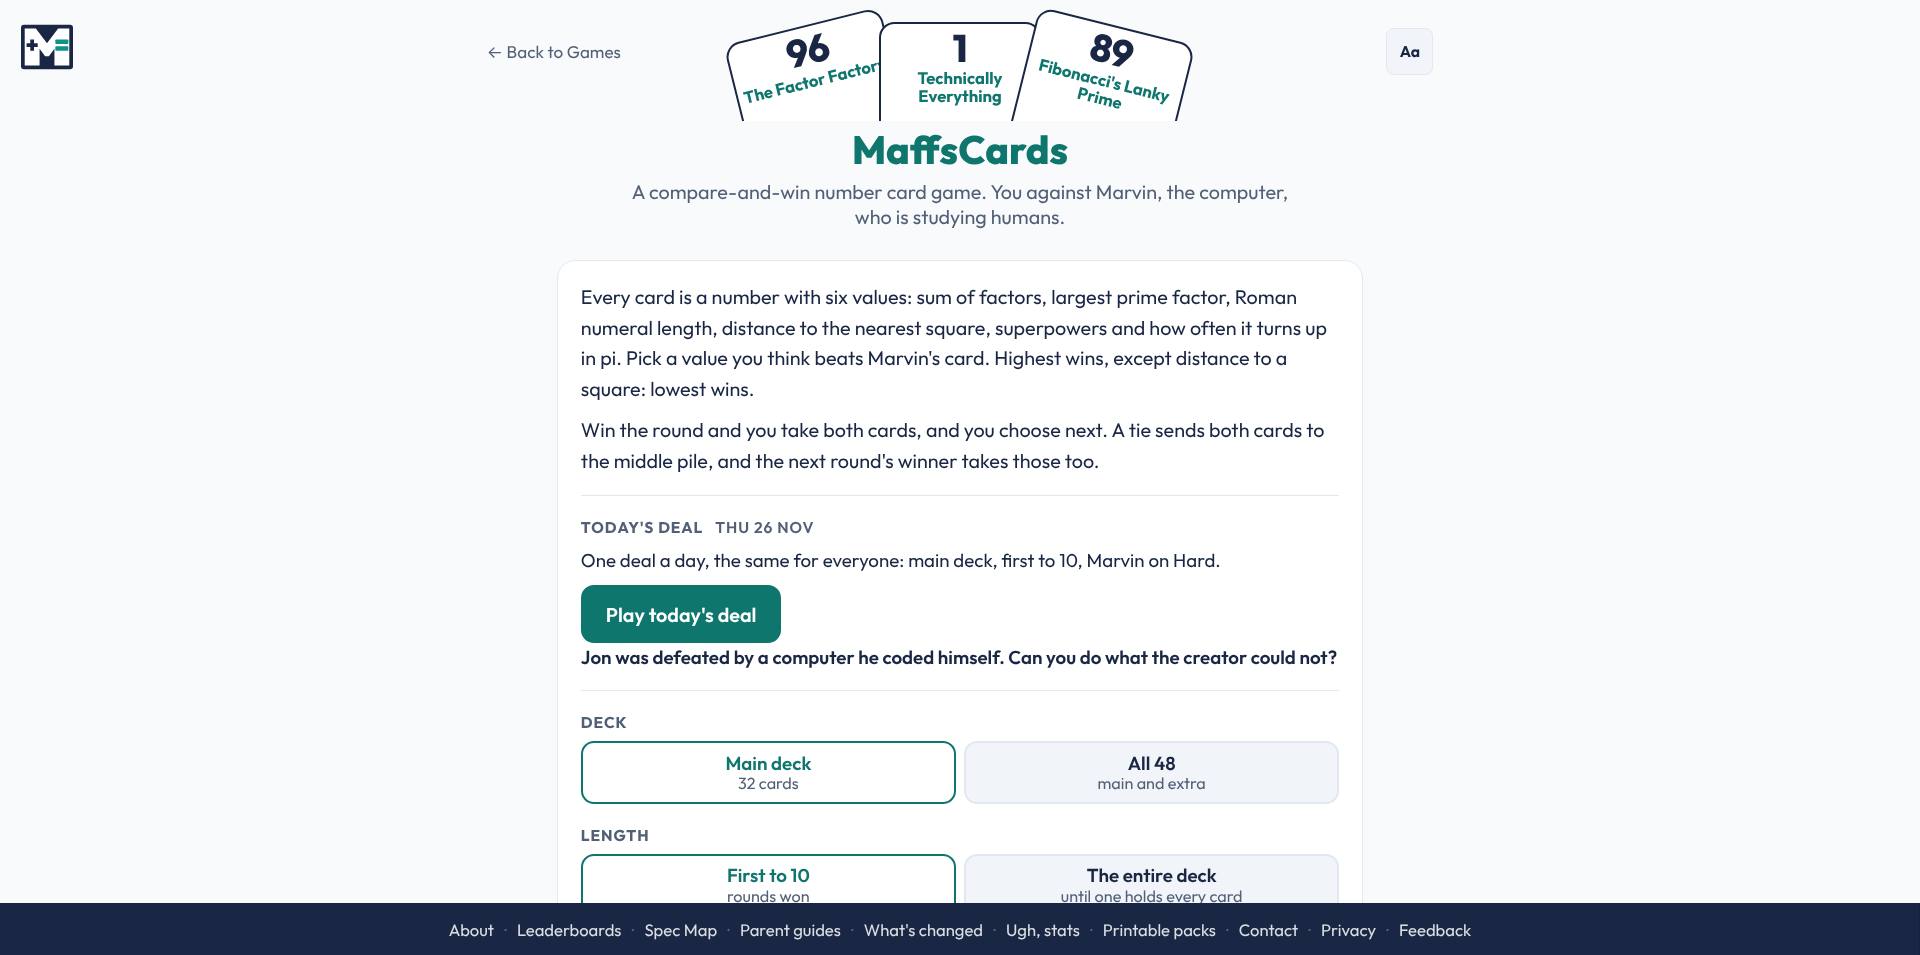 ← Back to Games
96
The Factor Factory
1
Technically
Everything
89
Fibonacci's Lanky
Prime
Aa
MaffsCards
A compare-and-win number card game. You against Marvin, the computer,
who is studying humans.
Every card is a number with six values: sum of factors, largest prime factor, Roman
numeral length, distance to the nearest square, superpowers and how often it turns up
in pi. Pick a value you think beats Marvin's card. Highest wins, except distance to a
square: lowest wins.
Win the round and you take both cards, and you choose next. A tie sends both cards to
the middle pile, and the next round's winner takes those too.
TODAY'S DEAL THU 26 NOV
One deal a day, the same for everyone: main deck, first to 10, Marvin on Hard.
Play today's deal
Jon was defeated by a computer he coded himself. Can you do what the creator could not?
DECK
Main deck
32 cards
All 48
main and extra
LENGTH
First to 10
rounds won
The entire deck
until one holds every card
About · Leaderboards · Spec Map · Parent guides · What's changed · Ugh, stats · Printable packs · Contact · Privacy · Feedback